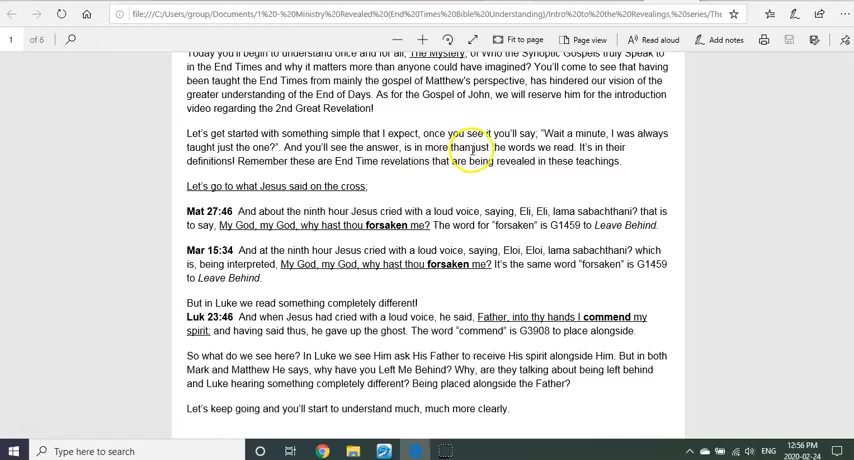 file:///C:/Users/group/Documents/1%20-%20Ministry%20Revealed%20(End%20Times%20Bible%20Understanding)/Intro%20to%20the%20Revealings,%20series/The
1 of 6
Fit to page
Page view
Read aloud
Add notes
Today you'll begin to understand once and for all, The Mystery, of Who the Synoptic Gospels truly Speak to
in the End Times and why it matters more than anyone could have imagined? You'll come to see that having
been taught the End Times from mainly the gospel of Matthew's perspective, has hindered our vision of the
greater understanding of the End of Days. As for the Gospel of John, we will reserve him for the introduction
video regarding the 2nd Great Revelation!
Let's get started with something simple that I expect, once you see it you'll say; "Wait a minute, I was always
taught just the one?". And you'll see the answer, is in more than just the words we read. It's in their
definitions! Remember these are End Time revelations that are being revealed in these teachings.
Let's go to what Jesus said on the cross;
Mat 27:46 And about the ninth hour Jesus cried with a loud voice, saying, Eli, Eli, lama sabachthani? that is
to say, My God, my God, why hast thou forsaken me? The word for "forsaken" is G1459 to Leave Behind.
Mar 15:34 And at the ninth hour Jesus cried with a loud voice, saying, Eloi, Eloi, lama sabachthani? which
is, being interpreted, My God, my God, why hast thou forsaken me? It's the same word "forsaken" is G1459
to Leave Behind.
But in Luke we read something completely different!
Luk 23:46 And when Jesus had cried with a loud voice, he said, Father, into thy hands I commend my
spirit: and having said thus, he gave up the ghost. The word "commend" is G3908 to place alongside.
So what do we see here? In Luke we see Him ask His Father to receive His spirit alongside Him. But in both
Mark and Matthew He says, why have you Left Me Behind? Why, are they talking about being left behind
and Luke hearing something completely different? Being placed alongside the Father?
Let's keep going and you'll start to understand much, much more clearly.
Type here to search
ENG
12:56 PM
2020-02-24